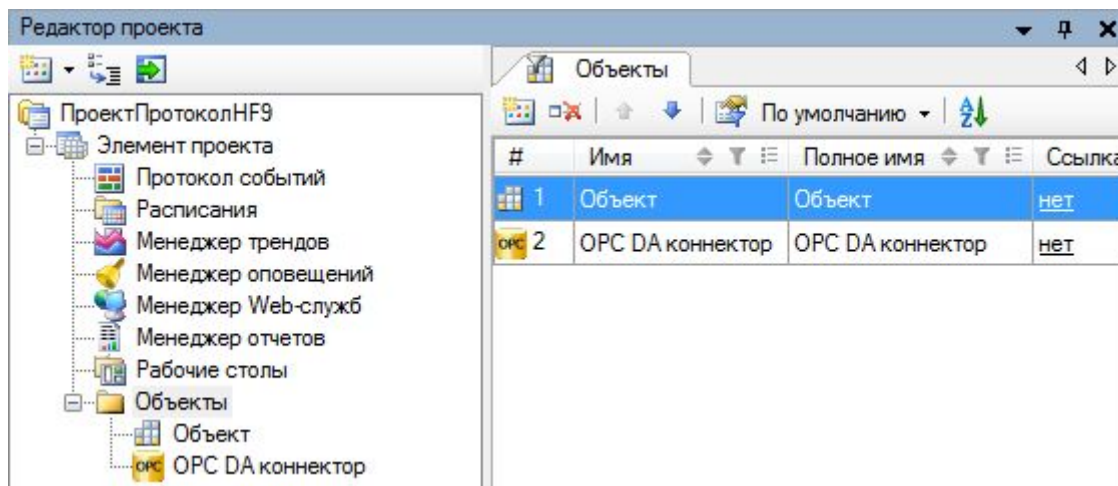 Редактор проекта
ПроектПротоколHF9
Элемент проекта
Протокол событий
Расписания
Менеджер трендов
Менеджер оповещений
Менеджер Web-служб
Менеджер отчетов
Рабочие столы
Объекты
Объект
OPC OPC DA коннектор
Объекты
По умолчанию
# Имя Полное имя Ссылка
1 Объект Объект нет
OPC 2 OPC DA коннектор OPC DA коннектор нет